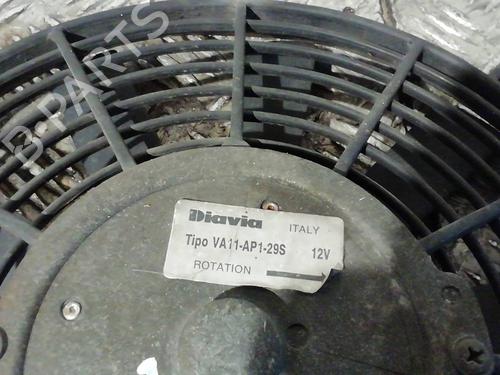 Diavia ITALY
Tipo VA11-AP1-29S 12V
ROTATION
B-PARTS